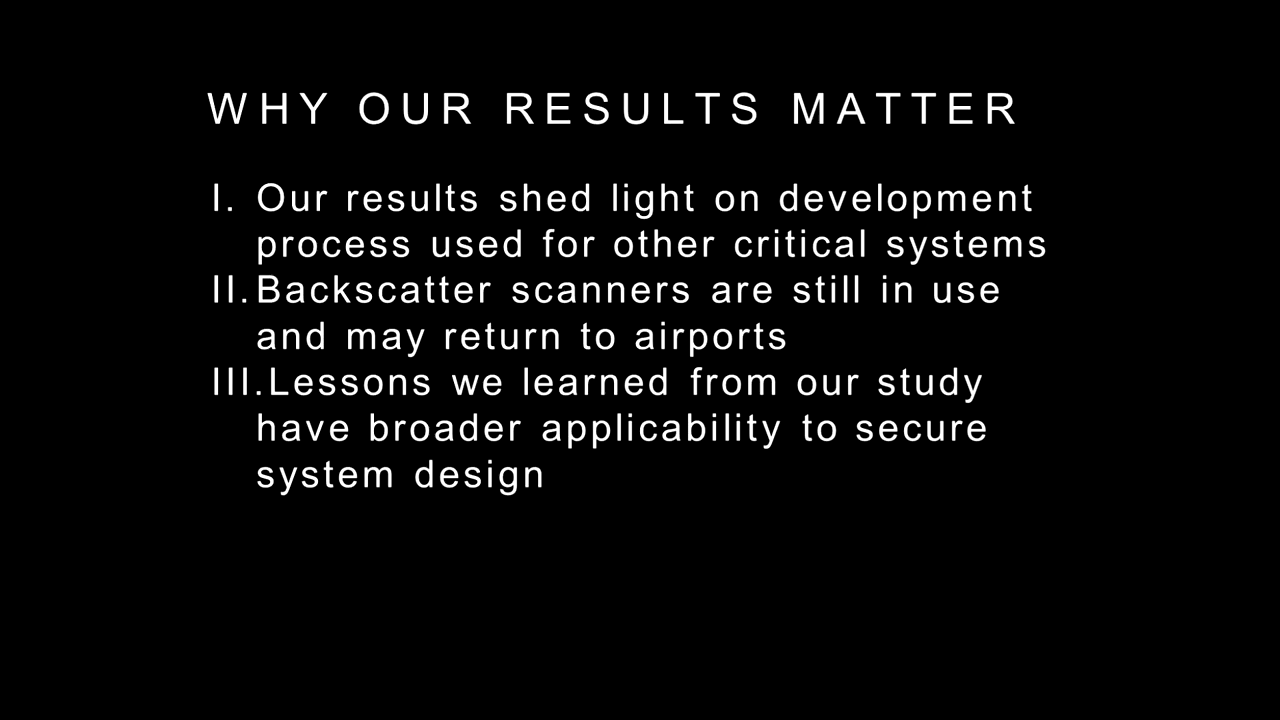 WHY OUR RESULTS MATTER
I. Our results shed light on development
process used for other critical systems
II. Backscatter scanners are still in use
and may return to airports
III. Lessons we learned from our study
have broader applicability to secure
system design